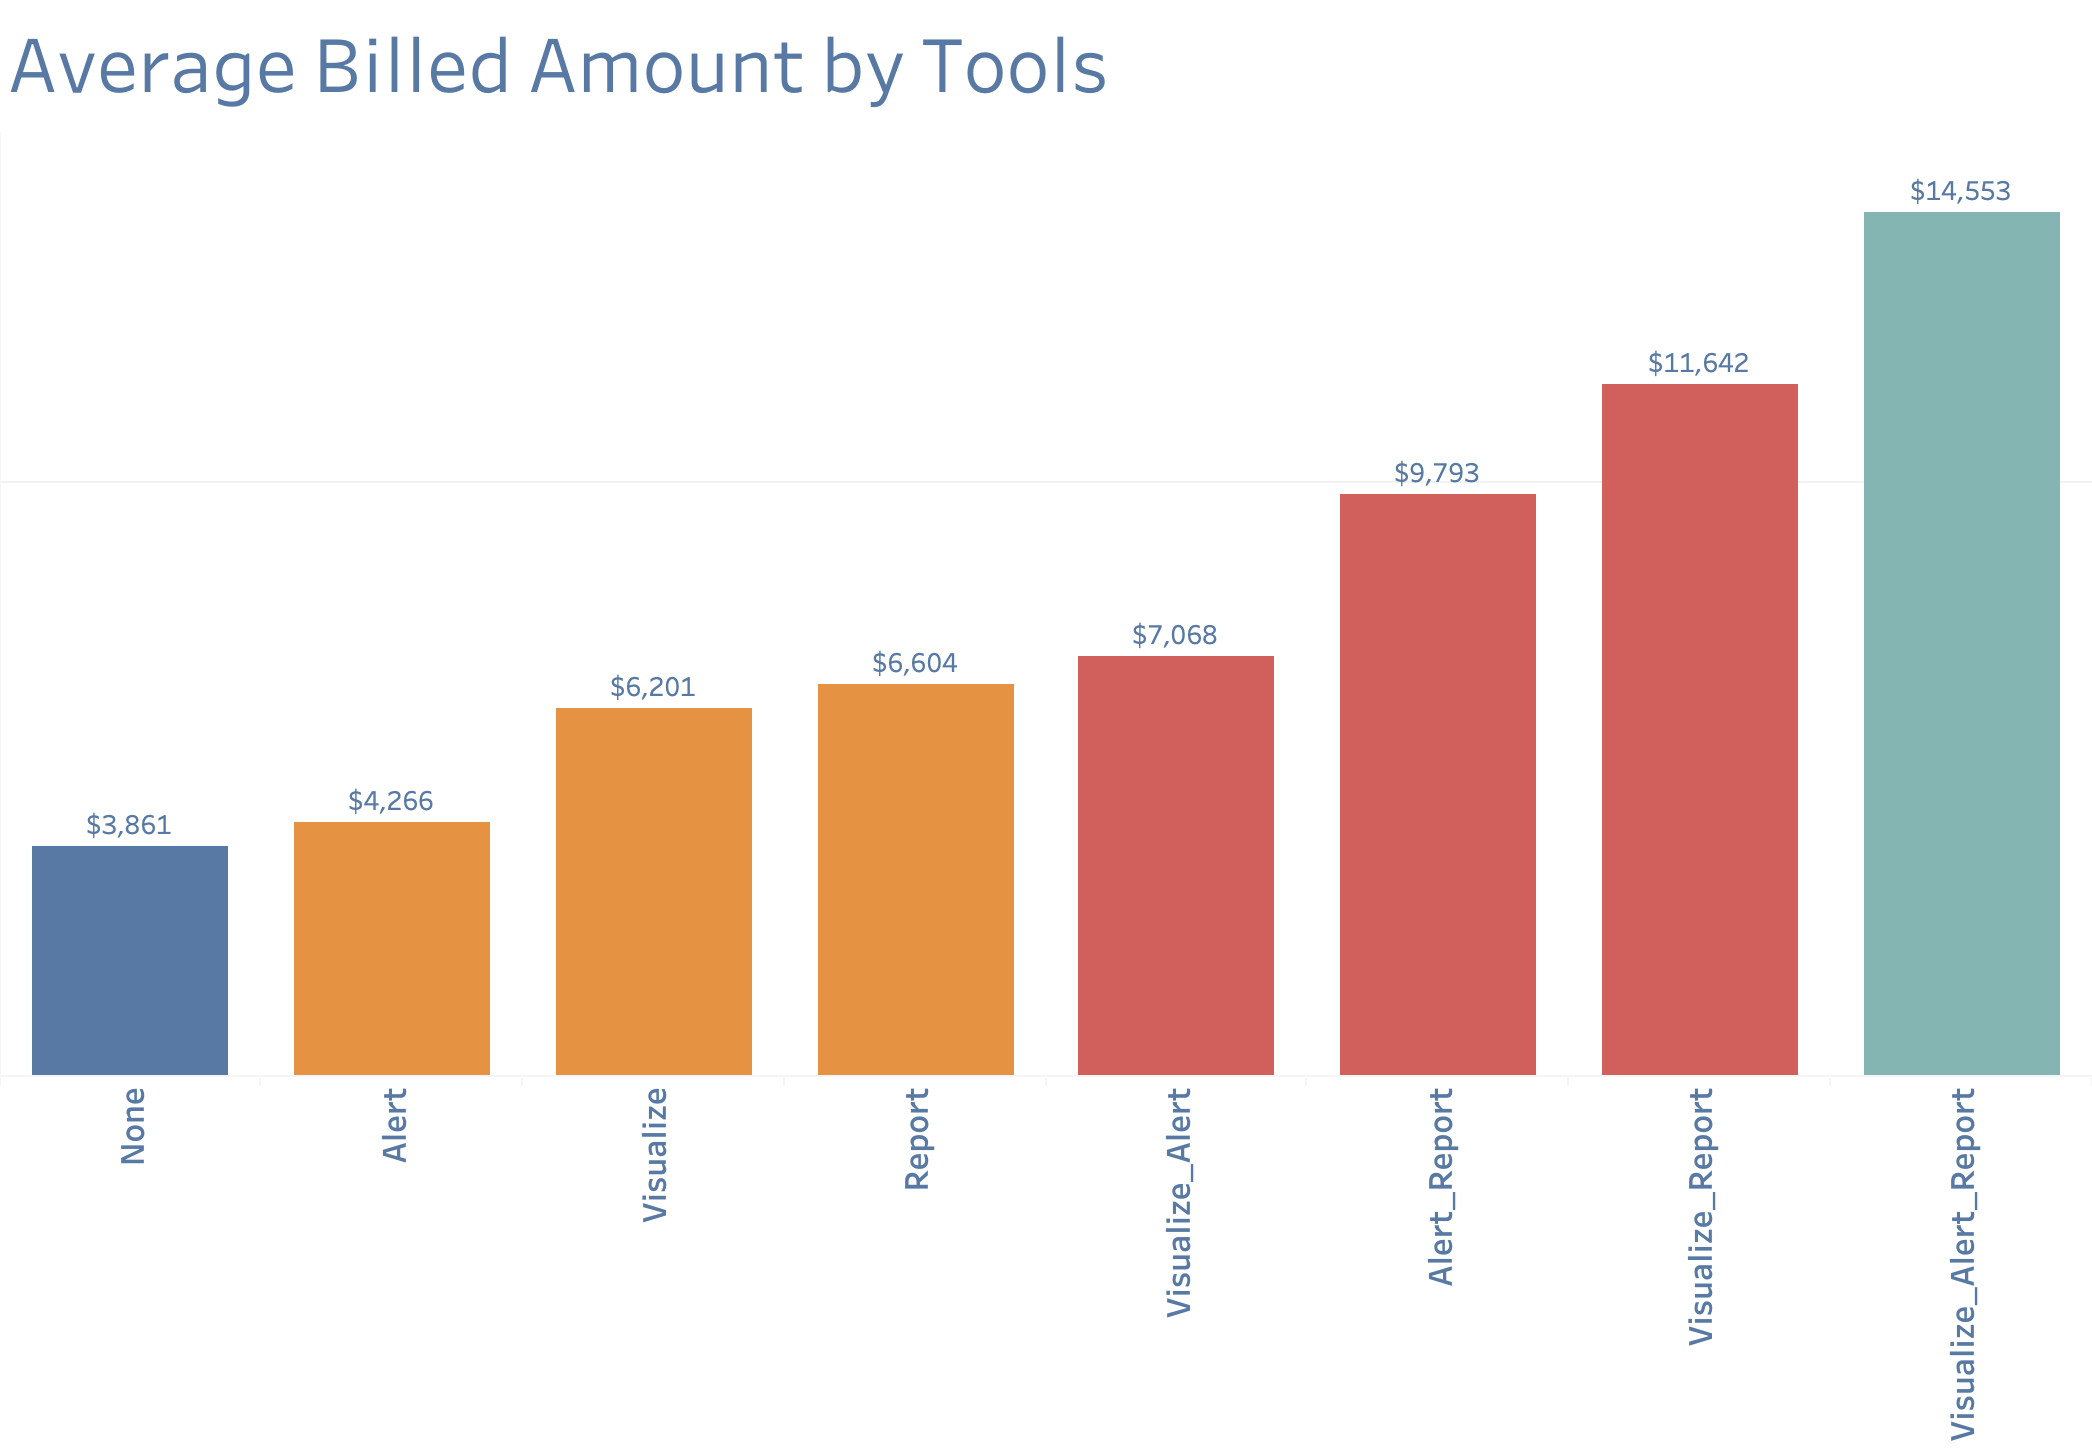 Average Billed Amount by Tools
$3,861
$4,266
$6,201
$6,604
$7,068
$9,793
$11,642
$14,553
None
Alert
Visualize
Report
Visualize_Alert
Alert_Report
Visualize_Report
Visualize_Alert_Report